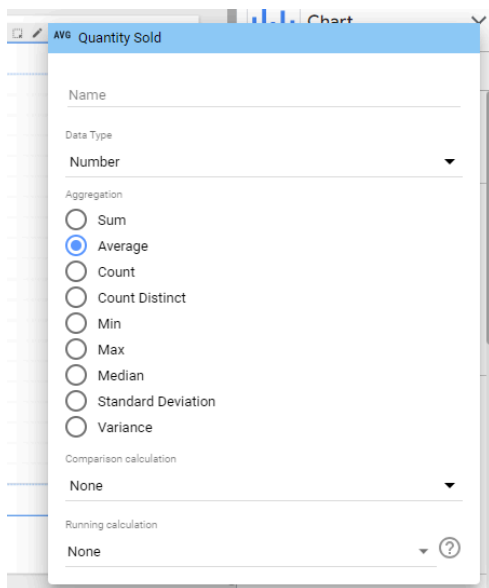 Chart
AVG Quantity Sold
Name
Data Type
Number
Aggregation
Sum
Average
Count
Count Distinct
Min
Max
Median
Standard Deviation
Variance
Comparison calculation
None
Running calculation
None
?